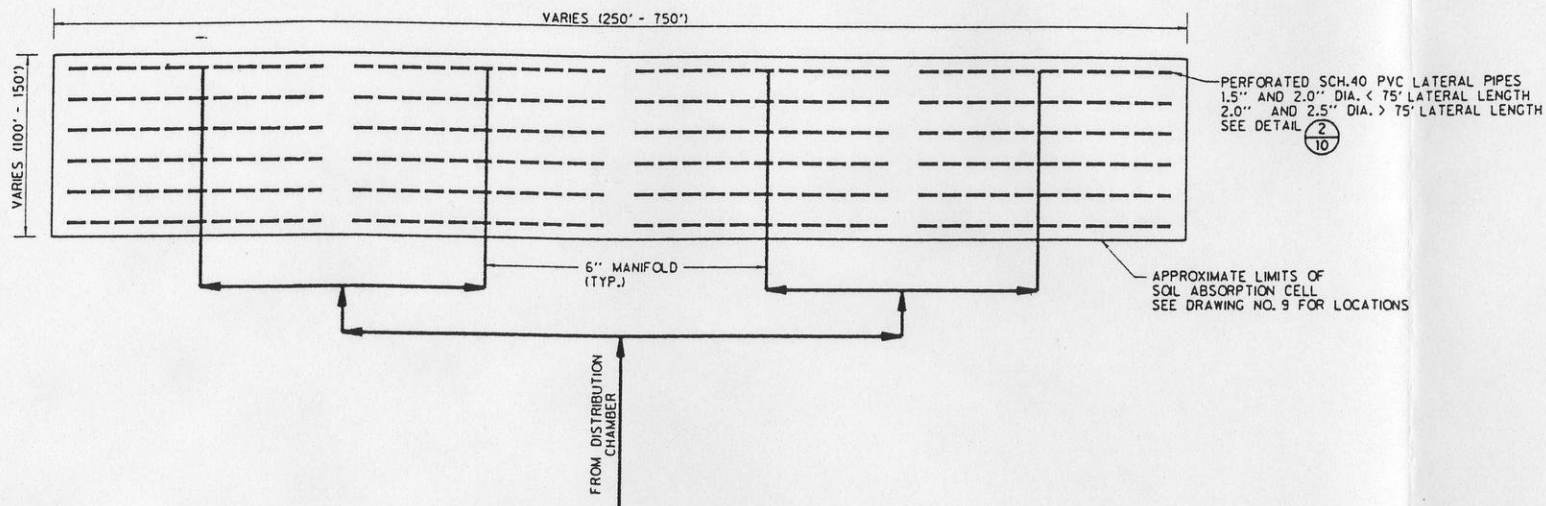 VARIES (250' - 750')
VARIES (100' - 150')
PERFORATED SCH.40 PVC LATERAL PIPES
1.5" AND 2.0" DIA. < 75' LATERAL LENGTH
2.0" AND 2.5" DIA. > 75' LATERAL LENGTH
SEE DETAIL 2
10
6" MANIFOLD
(TYP.)
APPROXIMATE LIMITS OF
SOIL ABSORPTION CELL
SEE DRAWING NO. 9 FOR LOCATIONS
FROM DISTRIBUTION
CHAMBER